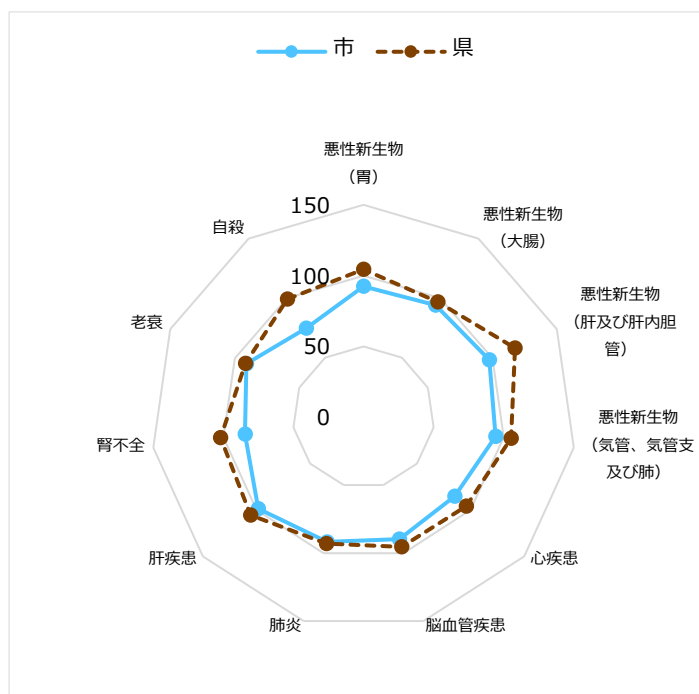 市
県
悪性新生物
（胃）
悪性新生物
（大腸）
悪性新生物
（肝及び肝内胆
管）
悪性新生物
（気管、気管支
及び肺）
心疾患
脳血管疾患
肺炎
肝疾患
腎不全
老衰
自殺
150
100
50
0